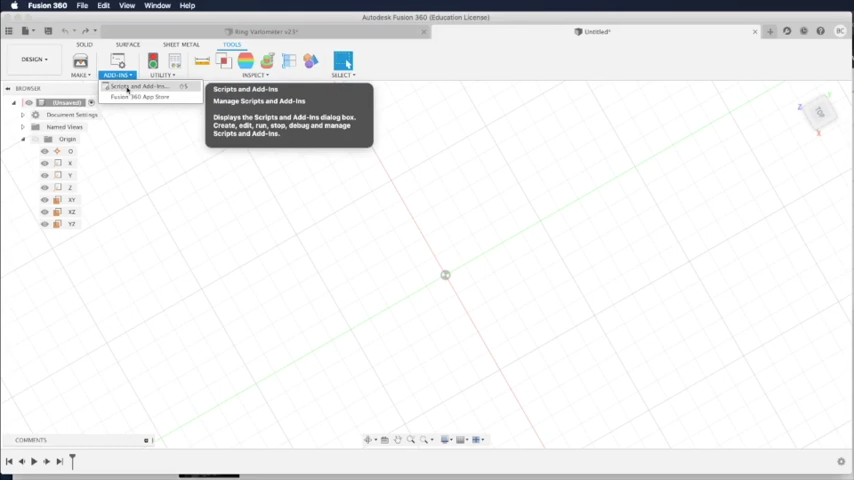 Fusion 360 File Edit View Window Help
Autodesk Fusion 360 (Education License)
Ring Variometer v23*
Untitled*
BC
SOLID SURFACE SHEET METAL TOOLS
DESIGN
MAKE ADD-INS UTILITY INSPECT SELECT
BROWSER
Scripts and Add-Ins... ⇧S
Fusion 360 App Store
Scripts and Add-Ins
Manage Scripts and Add-Ins
Displays the Scripts and Add-Ins dialog box.
Create, edit, run, stop, debug and manage
Scripts and Add-Ins.
(Unsaved)
Document Settings
Named Views
Origin
O
X
Y
Z
XY
XZ
YZ
TOP
Z
Y
X
COMMENTS